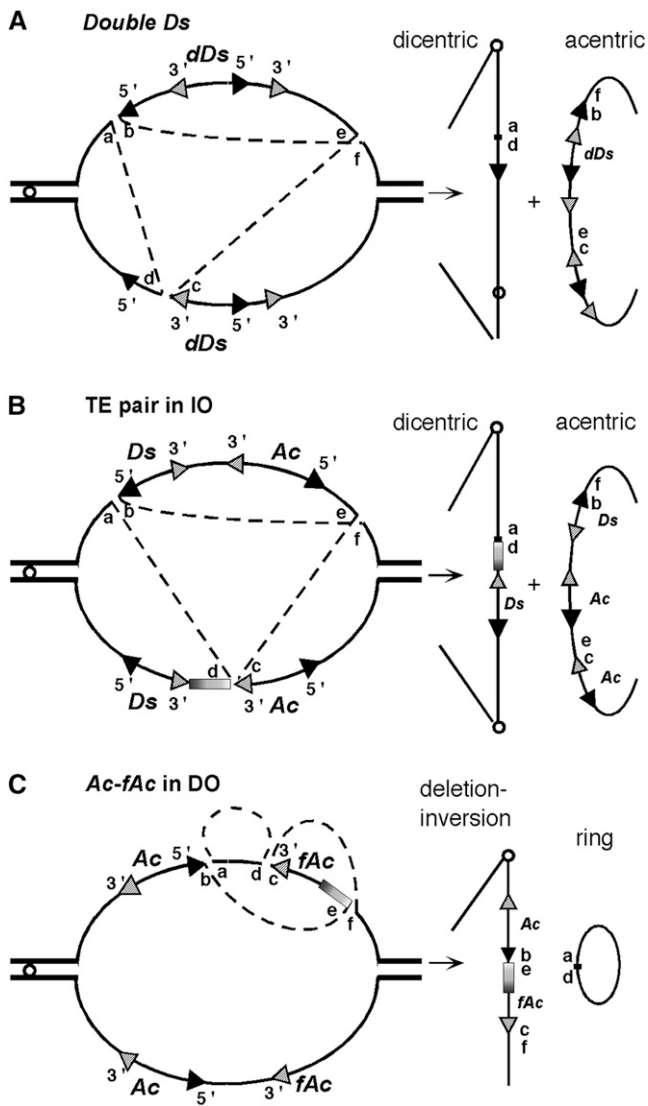 A Double Ds
dicentric acentric
dDs
3' 5' 3'
5'
a b e f
f b
a d
dDs
+
e c
d c
5' 3' 5' 3'
dDs
B TE pair in IO
dicentric acentric
Ds 3' 3' Ac 5'
5'
a b e f
f b
Ds
a d
Ds
+
Ac
e c
Ac
d c
5' Ds 3' 3' Ac 5'
C Ac-fAc in DO
deletion-
inversion
ring
Ac 5' 3' fAc
3'
b a d c
e f
Ac
b e
fAc
c f
a d
3' Ac 5' 3' fAc